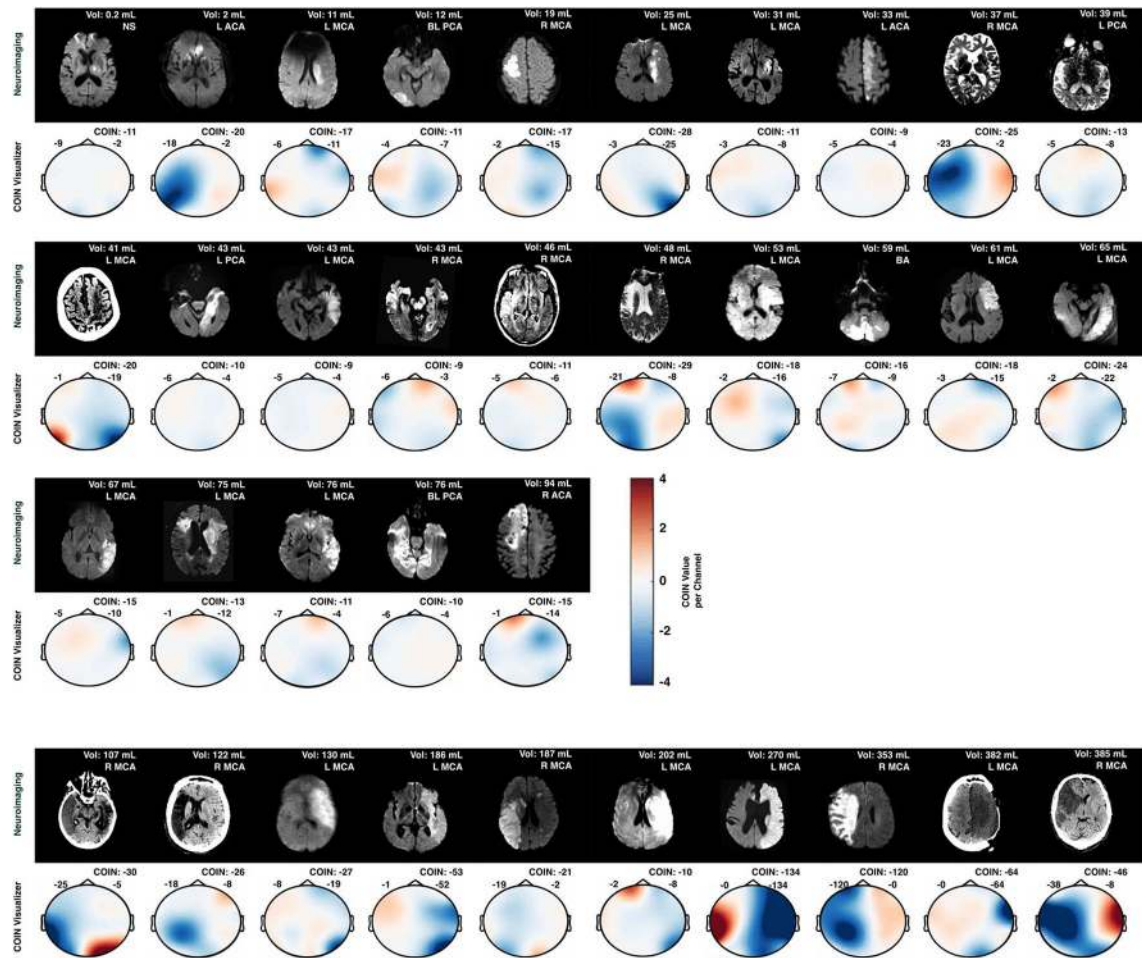 Neuroimaging
Vol: 0.2 mL Vol: 2 mL Vol: 11 mL Vol: 12 mL Vol: 19 mL Vol: 25 mL Vol: 31 mL Vol: 33 mL Vol: 37 mL Vol: 39 mL
NS L ACA L MCA BL PCA R MCA L MCA L MCA L ACA R MCA L PCA
COIN Visualizer
COIN: -11 COIN: -20 COIN: -17 COIN: -11 COIN: -17 COIN: -28 COIN: -11 COIN: -9 COIN: -25 COIN: -13
-9 -2 -18 -2 -6 -11 -4 -7 -2 -15 -3 -25 -3 -8 -5 -4 -23 -2 -5 -8
Neuroimaging
Vol: 41 mL Vol: 43 mL Vol: 43 mL Vol: 43 mL Vol: 46 mL Vol: 48 mL Vol: 53 mL Vol: 59 mL Vol: 61 mL Vol: 65 mL
L MCA L PCA L MCA R MCA R MCA R MCA L MCA BA L MCA L MCA
COIN Visualizer
COIN: -20 COIN: -10 COIN: -9 COIN: -9 COIN: -11 COIN: -29 COIN: -18 COIN: -16 COIN: -18 COIN: -24
-1 -19 -6 -4 -5 -4 -6 -3 -5 -6 -21 -8 -2 -16 -7 -9 -3 -15 -2 -22
Neuroimaging
Vol: 67 mL Vol: 75 mL Vol: 76 mL Vol: 76 mL Vol: 94 mL
L MCA L MCA L MCA BL PCA R ACA
COIN Visualizer
COIN: -15 COIN: -13 COIN: -11 COIN: -10 COIN: -15
-5 -10 -1 -12 -7 -4 -6 -4 -1 -14
4
2
0
-2
-4
COIN Value
per Channel
Neuroimaging
Vol: 107 mL Vol: 122 mL Vol: 130 mL Vol: 186 mL Vol: 187 mL Vol: 202 mL Vol: 270 mL Vol: 353 mL Vol: 382 mL Vol: 385 mL
R MCA R MCA L MCA L MCA R MCA L MCA L MCA R MCA L MCA R MCA
COIN Visualizer
COIN: -30 COIN: -26 COIN: -27 COIN: -53 COIN: -21 COIN: -10 COIN: -134 COIN: -120 COIN: -64 COIN: -46
-25 -5 -18 -8 -8 -19 -1 -52 -19 -2 -2 -8 -0 -134 -120 -0 -0 -64 -38 -8